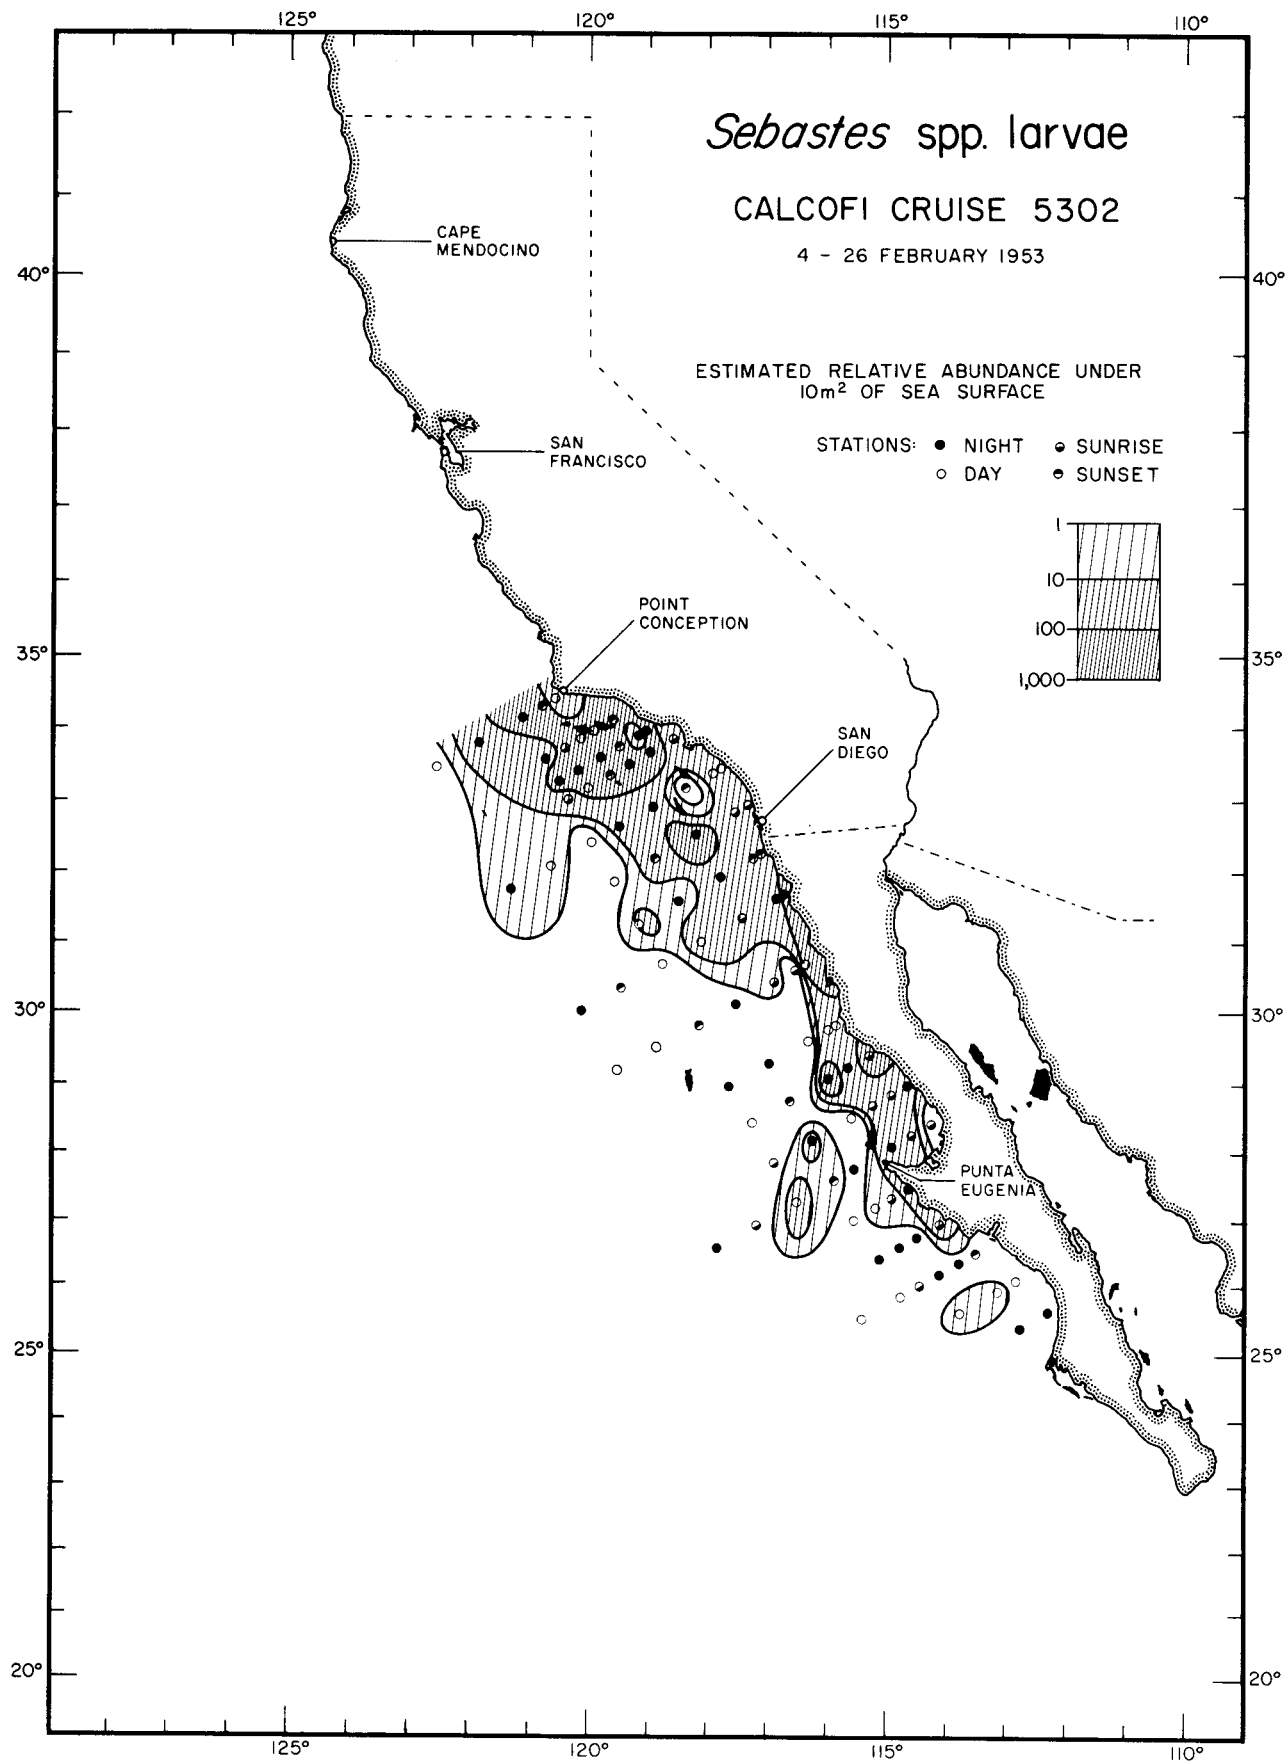 125° 120° 115° 110°
Sebastes spp. larvae
CALCOFI CRUISE 5302
4 - 26 FEBRUARY 1953
CAPE
MENDOCINO
40° 40°
ESTIMATED RELATIVE ABUNDANCE UNDER
10m² OF SEA SURFACE
STATIONS: ● NIGHT ◒ SUNRISE
○ DAY ◓ SUNSET
SAN
FRANCISCO
1
10
100
1,000
POINT
CONCEPTION
35° 35°
SAN
DIEGO
30° 30°
PUNTA
EUGENIA
25° 25°
20° 20°
125° 120° 115° 110°